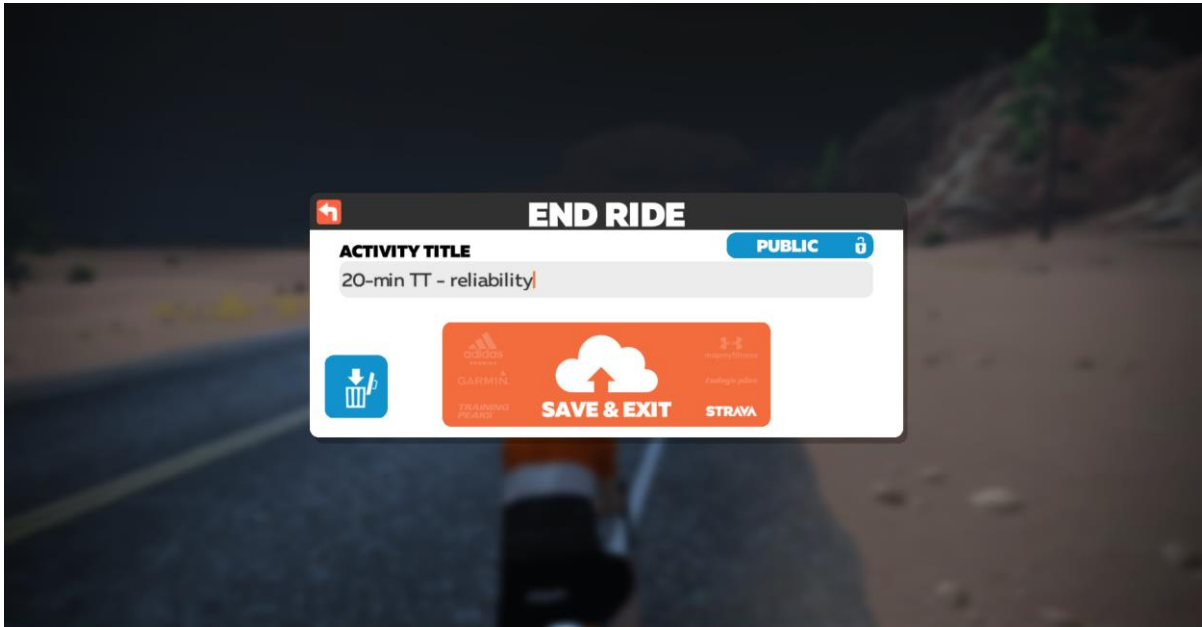 END RIDE
ACTIVITY TITLE
PUBLIC
20-min TT - reliability
adidas
GARMIN
TRAINING PEAKS
SAVE & EXIT
mapmyfitness
STRAVA